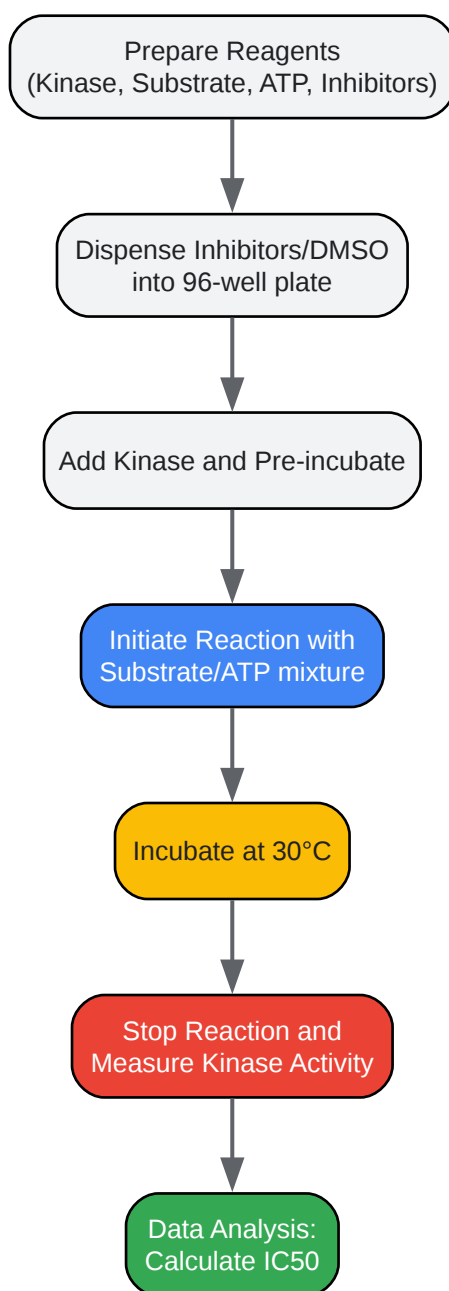 Prepare Reagents
(Kinase, Substrate, ATP, Inhibitors)
Dispense Inhibitors/DMSO
into 96-well plate
Add Kinase and Pre-incubate
Initiate Reaction with
Substrate/ATP mixture
Incubate at 30°C
Stop Reaction and
Measure Kinase Activity
Data Analysis:
Calculate IC50